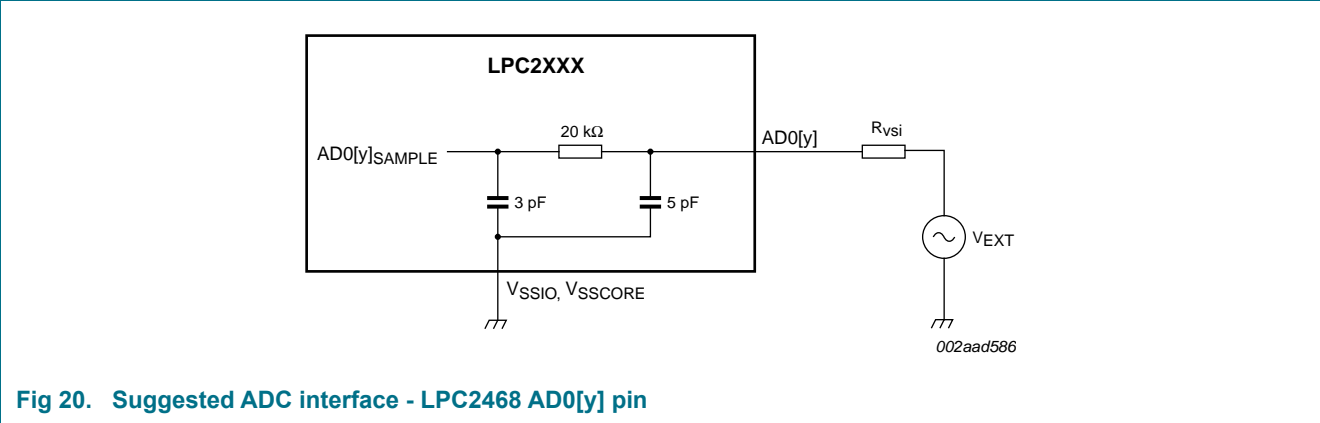 LPC2XXX
20 kΩ
AD0[y]SAMPLE
AD0[y]
Rvsi
3 pF
5 pF
VEXT
VSSIO, VSSCORE
002aad586
Fig 20. Suggested ADC interface - LPC2468 AD0[y] pin